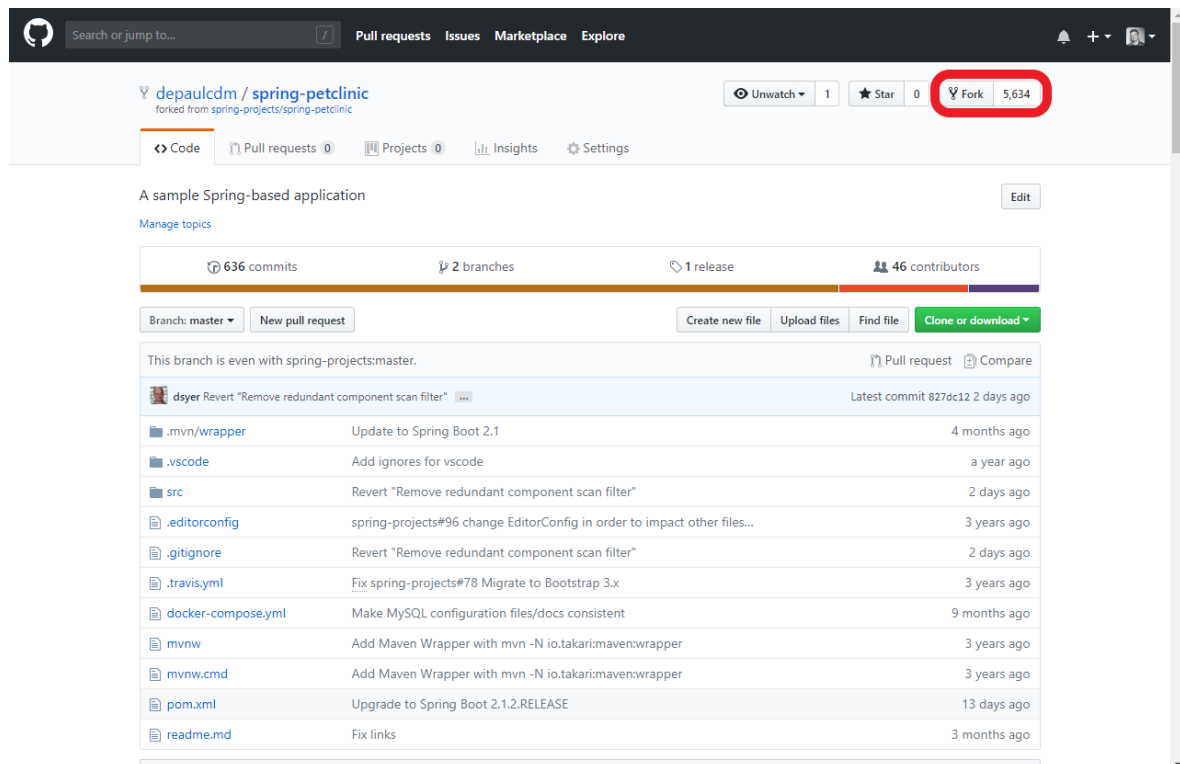 Search or jump to... / Pull requests Issues Marketplace Explore
depaulcdm / spring-petclinic Unwatch 1 Star 0 Fork 5,634
forked from spring-projects/spring-petclinic
Code Pull requests 0 Projects 0 Insights Settings
A sample Spring-based application Edit
Manage topics
636 commits 2 branches 1 release 46 contributors
Branch: master New pull request Create new file Upload files Find file Clone or download
This branch is even with spring-projects:master. Pull request Compare
dsyer Revert "Remove redundant component scan filter" ... Latest commit 827dc12 2 days ago
.mvn/wrapper Update to Spring Boot 2.1 4 months ago
.vscode Add ignores for vscode a year ago
src Revert "Remove redundant component scan filter" 2 days ago
.editorconfig spring-projects#96 change EditorConfig in order to impact other files... 3 years ago
.gitignore Revert "Remove redundant component scan filter" 2 days ago
.travis.yml Fix spring-projects#78 Migrate to Bootstrap 3.x 3 years ago
docker-compose.yml Make MySQL configuration files/docs consistent 9 months ago
mvnw Add Maven Wrapper with mvn -N io.takari:maven:wrapper 3 years ago
mvnw.cmd Add Maven Wrapper with mvn -N io.takari:maven:wrapper 3 years ago
pom.xml Upgrade to Spring Boot 2.1.2.RELEASE 13 days ago
readme.md Fix links 3 months ago